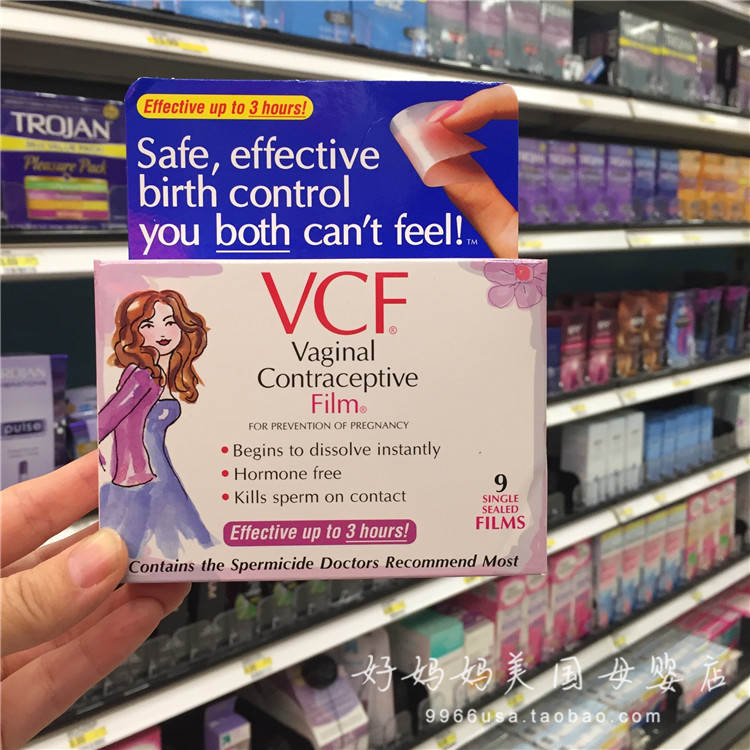 Effective up to 3 hours!
Safe, effective
birth control
you both can't feel!™
TROJAN
Pleasure Pack
VCF®
Vaginal
Contraceptive
Film®
FOR PREVENTION OF PREGNANCY
• Begins to dissolve instantly
• Hormone free
• Kills sperm on contact
9
SINGLE
SEALED
FILMS
Effective up to 3 hours!
Contains the Spermicide Doctors Recommend Most
pulse
好妈妈美国母婴店
9966usa.taobao.com